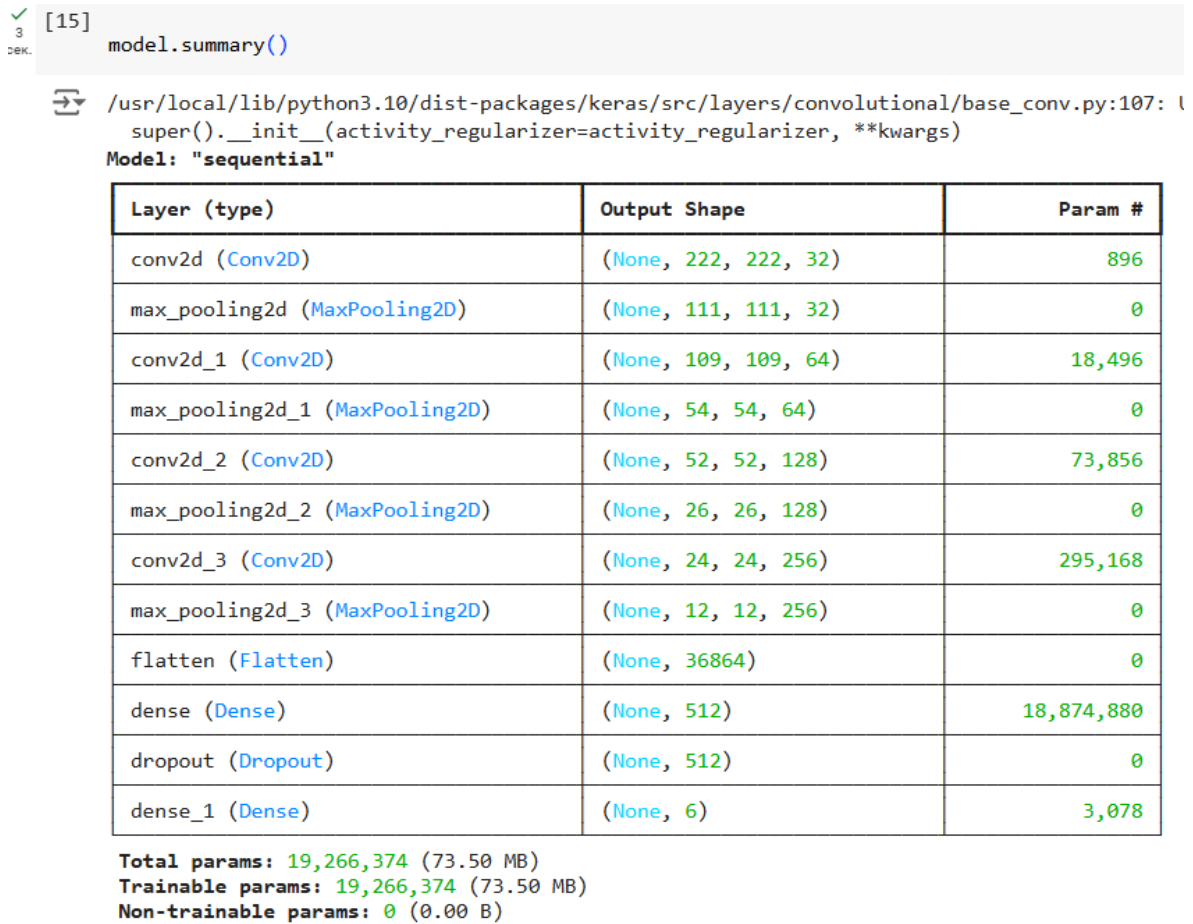 [15]
3
сек.
model.summary()
/usr/local/lib/python3.10/dist-packages/keras/src/layers/convolutional/base_conv.py:107: U
super().__init__(activity_regularizer=activity_regularizer, **kwargs)
Model: "sequential"
Layer (type) Output Shape Param #
conv2d (Conv2D) (None, 222, 222, 32) 896
max_pooling2d (MaxPooling2D) (None, 111, 111, 32) 0
conv2d_1 (Conv2D) (None, 109, 109, 64) 18,496
max_pooling2d_1 (MaxPooling2D) (None, 54, 54, 64) 0
conv2d_2 (Conv2D) (None, 52, 52, 128) 73,856
max_pooling2d_2 (MaxPooling2D) (None, 26, 26, 128) 0
conv2d_3 (Conv2D) (None, 24, 24, 256) 295,168
max_pooling2d_3 (MaxPooling2D) (None, 12, 12, 256) 0
flatten (Flatten) (None, 36864) 0
dense (Dense) (None, 512) 18,874,880
dropout (Dropout) (None, 512) 0
dense_1 (Dense) (None, 6) 3,078
Total params: 19,266,374 (73.50 MB)
Trainable params: 19,266,374 (73.50 MB)
Non-trainable params: 0 (0.00 B)